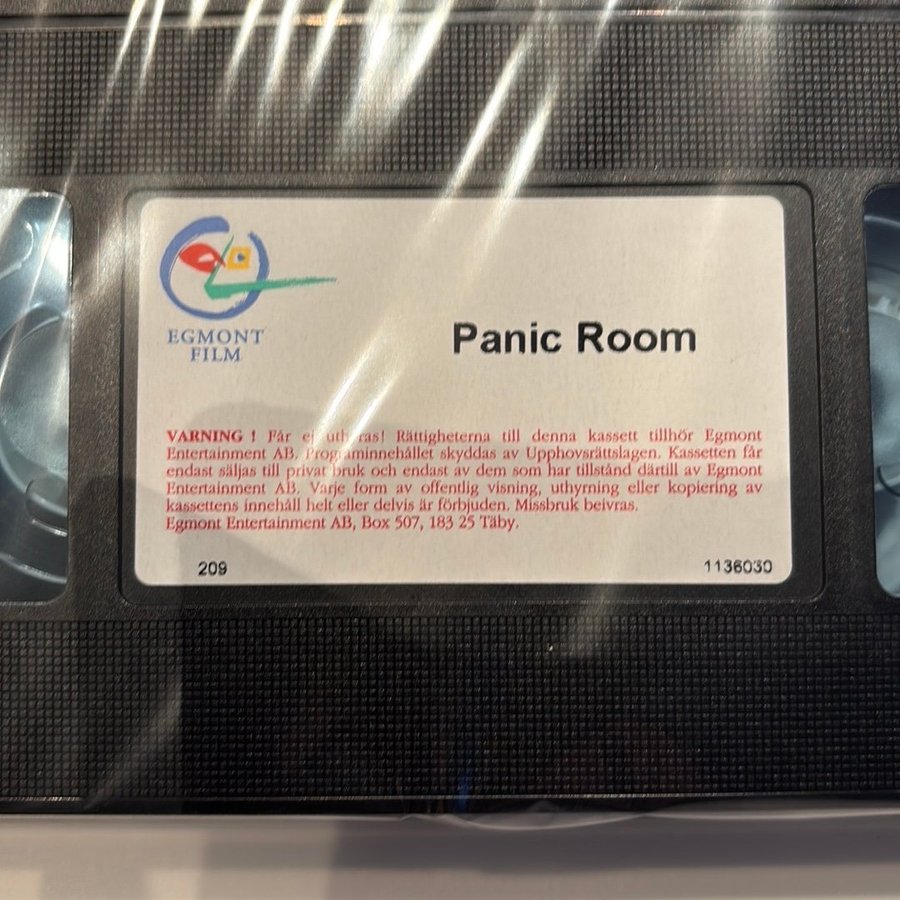 EGMONT
FILM
Panic Room
VARNING ! Får ej uthyras! Rättigheterna till denna kassett tillhör Egmont
Entertainment AB. Programinnehållet skyddas av Upphovsrättslagen. Kassetten får
endast säljas till privat bruk och endast av dem som har tillstånd därtill av Egmont
Entertainment AB. Varje form av offentlig visning, uthyrning eller kopiering av
kassettens innehåll helt eller delvis är förbjuden. Missbruk beivras.
Egmont Entertainment AB, Box 507, 183 25 Täby.
209
1136030